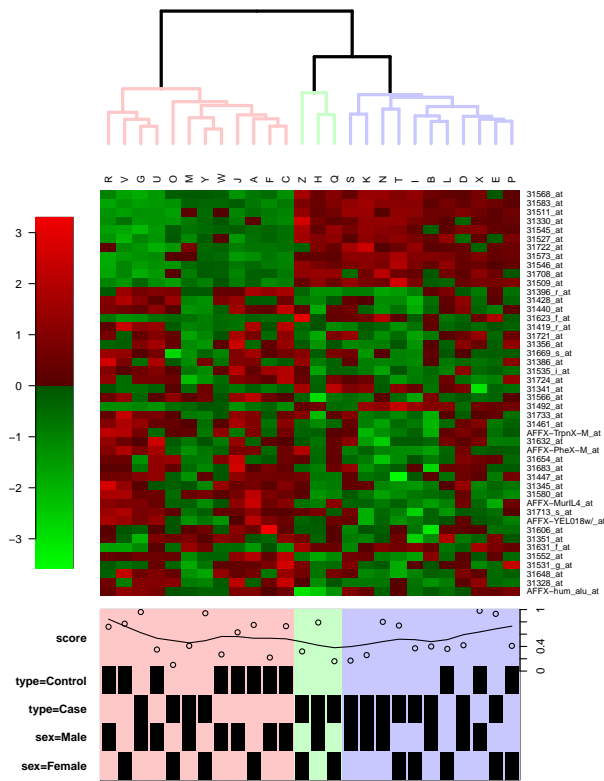 R V G U O M Y W J A F C Z H Q S K N T I B L D X E P
31568_at
31583_at
31511_at
31330_at
31545_at
31527_at
31722_at
31573_at
31546_at
31708_at
31509_at
31396_r_at
31428_at
31440_at
31623_f_at
31419_r_at
31721_at
31356_at
31669_s_at
31386_at
31535_i_at
31724_at
31341_at
31566_at
31492_at
31733_at
31461_at
AFFX−TrpnX−M_at
31632_at
AFFX−PheX−M_at
31654_at
31683_at
31447_at
31345_at
31580_at
AFFX−MurIL4_at
31713_s_at
AFFX−YEL018w/_at
31606_at
31351_at
31631_f_at
31552_at
31531_g_at
31648_at
31328_at
AFFX−hum_alu_at
3
2
1
0
−1
−2
−3
score
0 0.4 1
type=Control
type=Case
sex=Male
sex=Female